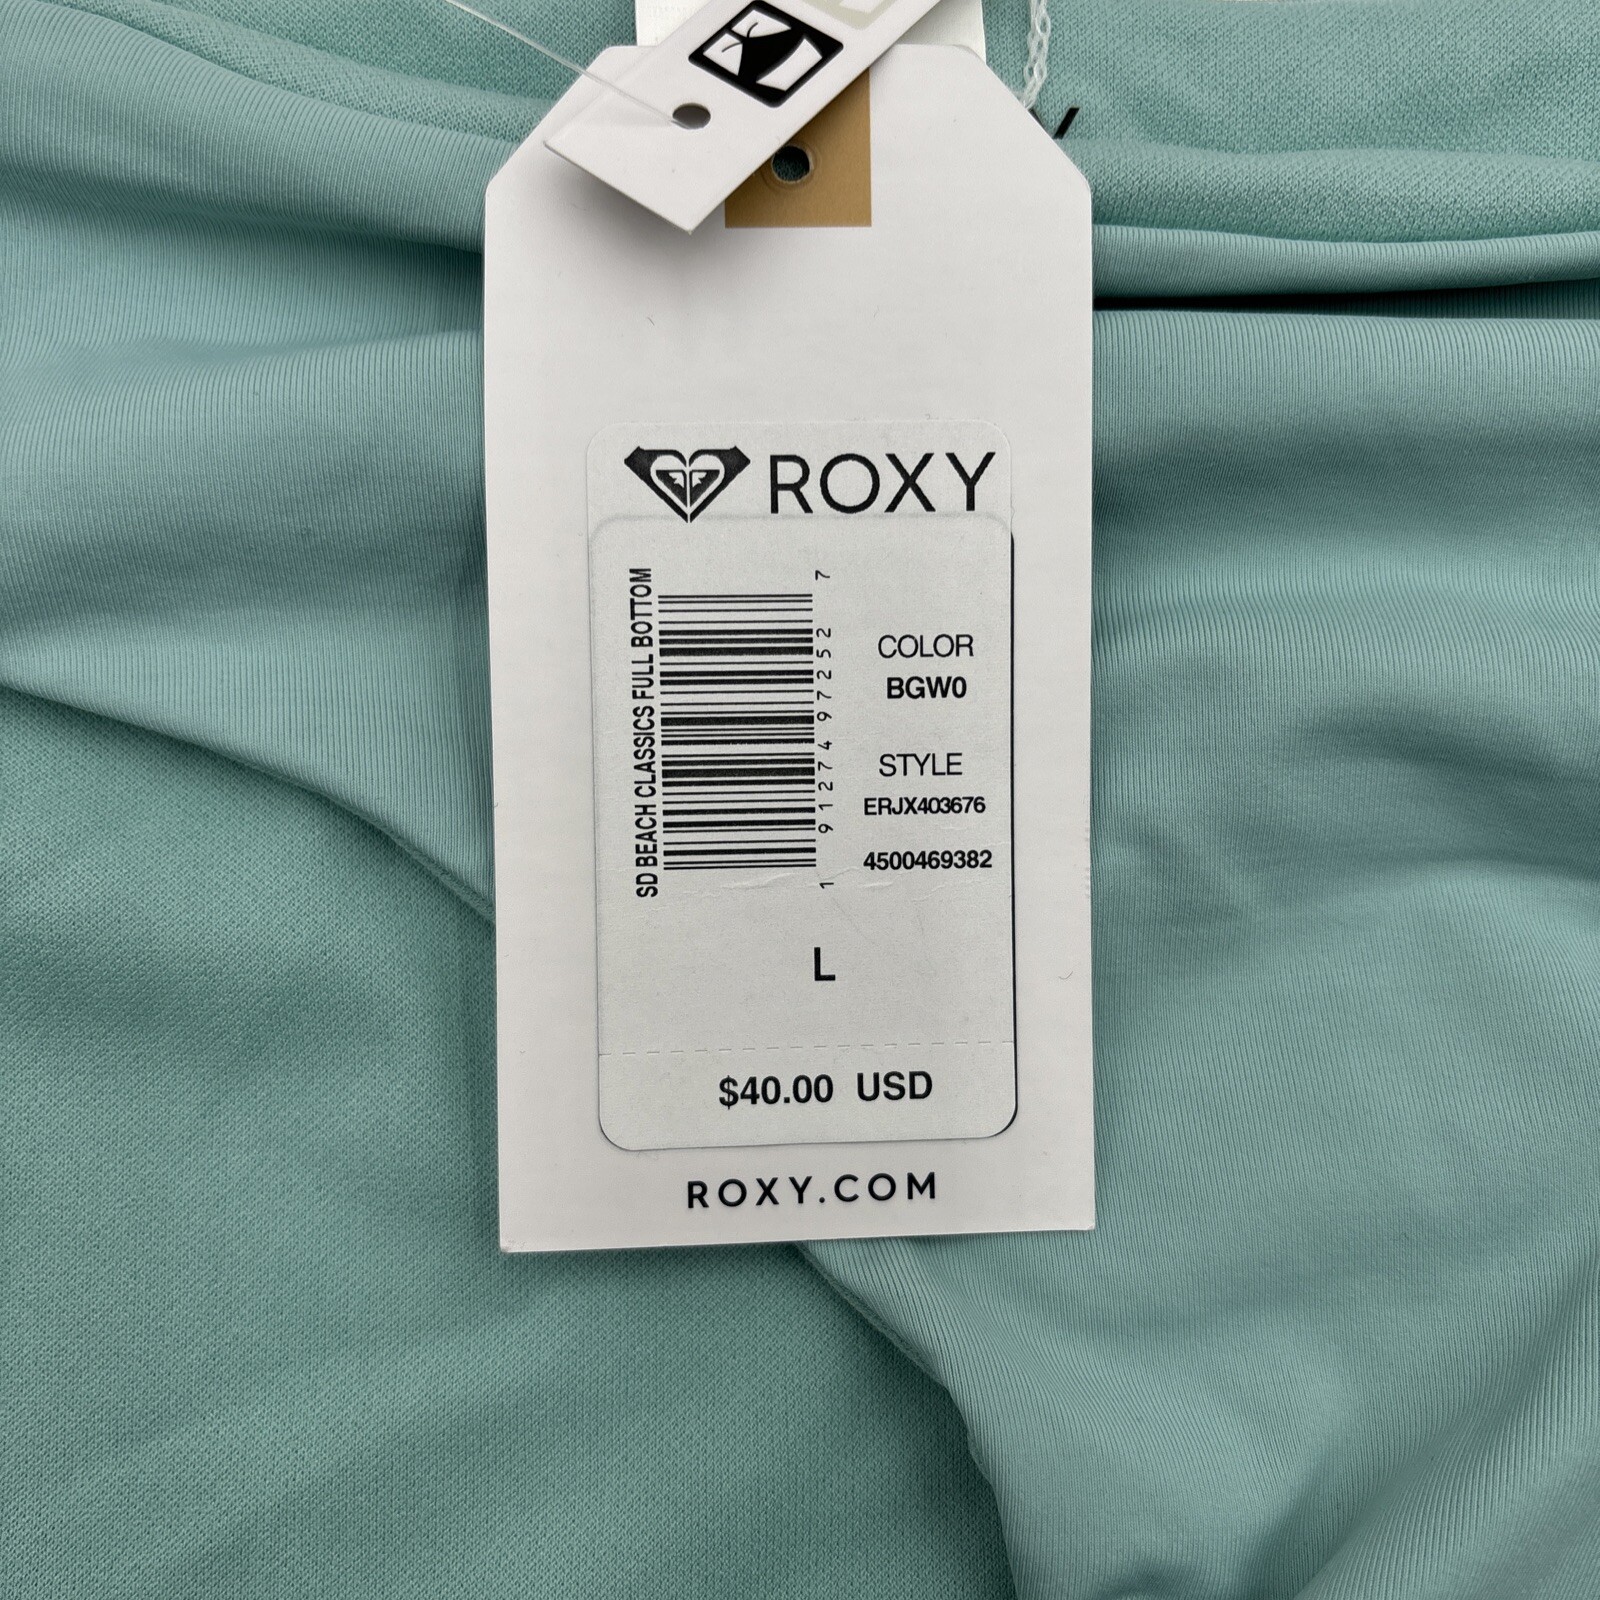 ROXY
SD BEACH CLASSICS FULL BOTTOM
1 91274 97252 7
COLOR
BGW0
STYLE
ERJX403676
4500469382
L
$40.00 USD
ROXY.COM